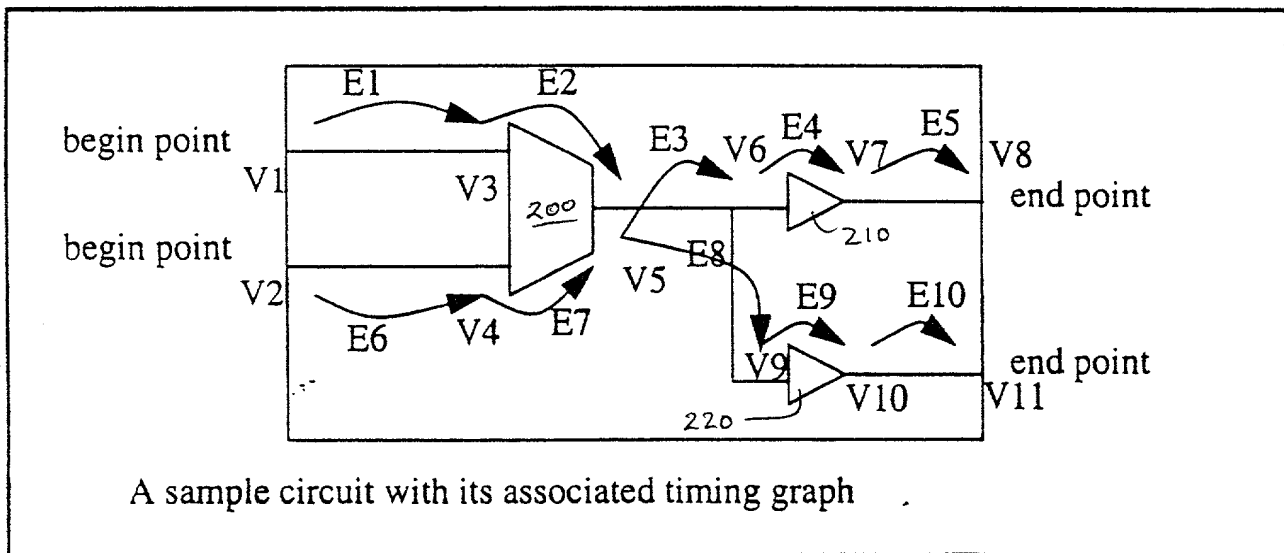 E1
E2
begin point
V1
V3
200
E3
V6
E4
V7
E5
V8
end point
210
begin point
V2
E6
V4
E7
V5
E8
E9
E10
V9
end point
V10
V11
220
A sample circuit with its associated timing graph